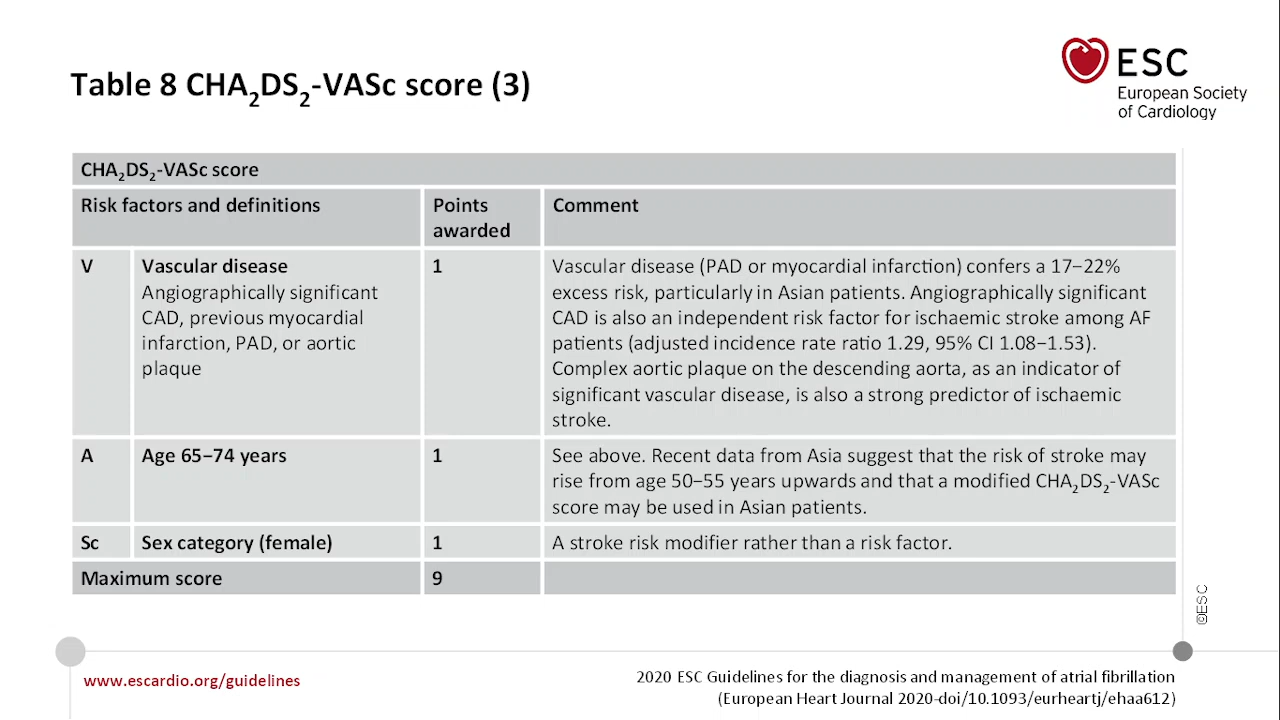 Table 8 CHA2DS2-VASc score (3)
ESC
European Society
of Cardiology
CHA2DS2-VASc score
Risk factors and definitions
Points
awarded
Comment
V
Vascular disease
Angiographically significant
CAD, previous myocardial
infarction, PAD, or aortic
plaque
1
Vascular disease (PAD or myocardial infarction) confers a 17–22%
excess risk, particularly in Asian patients. Angiographically significant
CAD is also an independent risk factor for ischaemic stroke among AF
patients (adjusted incidence rate ratio 1.29, 95% CI 1.08–1.53).
Complex aortic plaque on the descending aorta, as an indicator of
significant vascular disease, is also a strong predictor of ischaemic
stroke.
A
Age 65–74 years
1
See above. Recent data from Asia suggest that the risk of stroke may
rise from age 50–55 years upwards and that a modified CHA2DS2-VASc
score may be used in Asian patients.
Sc
Sex category (female)
1
A stroke risk modifier rather than a risk factor.
Maximum score
9
©ESC
www.escardio.org/guidelines
2020 ESC Guidelines for the diagnosis and management of atrial fibrillation
(European Heart Journal 2020-doi/10.1093/eurheartj/ehaa612)